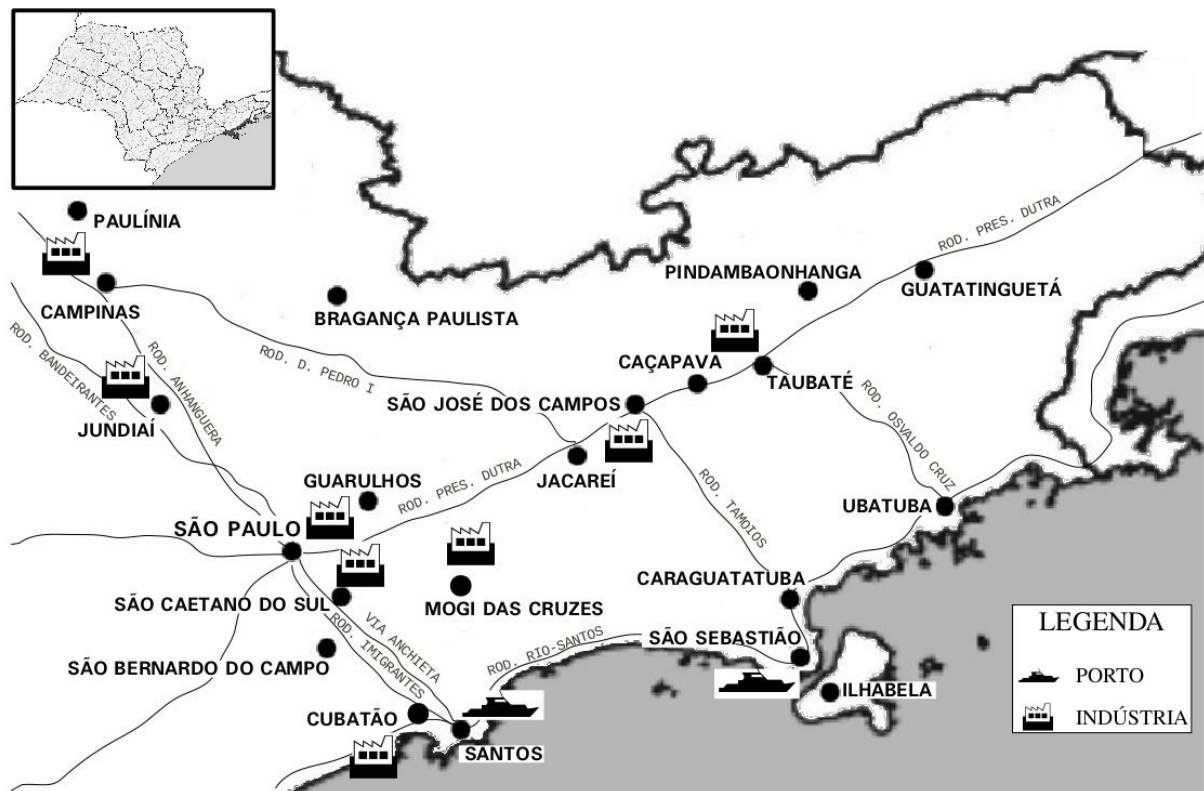 PAULÍNIA
CAMPINAS
ROD. BANDEIRANTES
ROD. ANHANGUERA
JUNDIAÍ
BRAGANÇA PAULISTA
ROD. D. PEDRO I
PINDAMBAONHANGA
ROD. PRES. DUTRA
GUATATINGUETÁ
CAÇAPAVA
TAUBATÉ
SÃO JOSÉ DOS CAMPOS
ROD. OSVALDO CRUZ
GUARULHOS
ROD. PRES. DUTRA
JACAREÍ
ROD. TAMOIOS
UBATUBA
SÃO PAULO
SÃO CAETANO DO SUL
MOGI DAS CRUZES
CARAGUATATUBA
VIA ANCHIETA
ROD. IMIGRANTES
SÃO BERNARDO DO CAMPO
ROD. RIO-SANTOS
SÃO SEBASTIÃO
ILHABELA
CUBATÃO
SANTOS
LEGENDA
PORTO
INDÚSTRIA